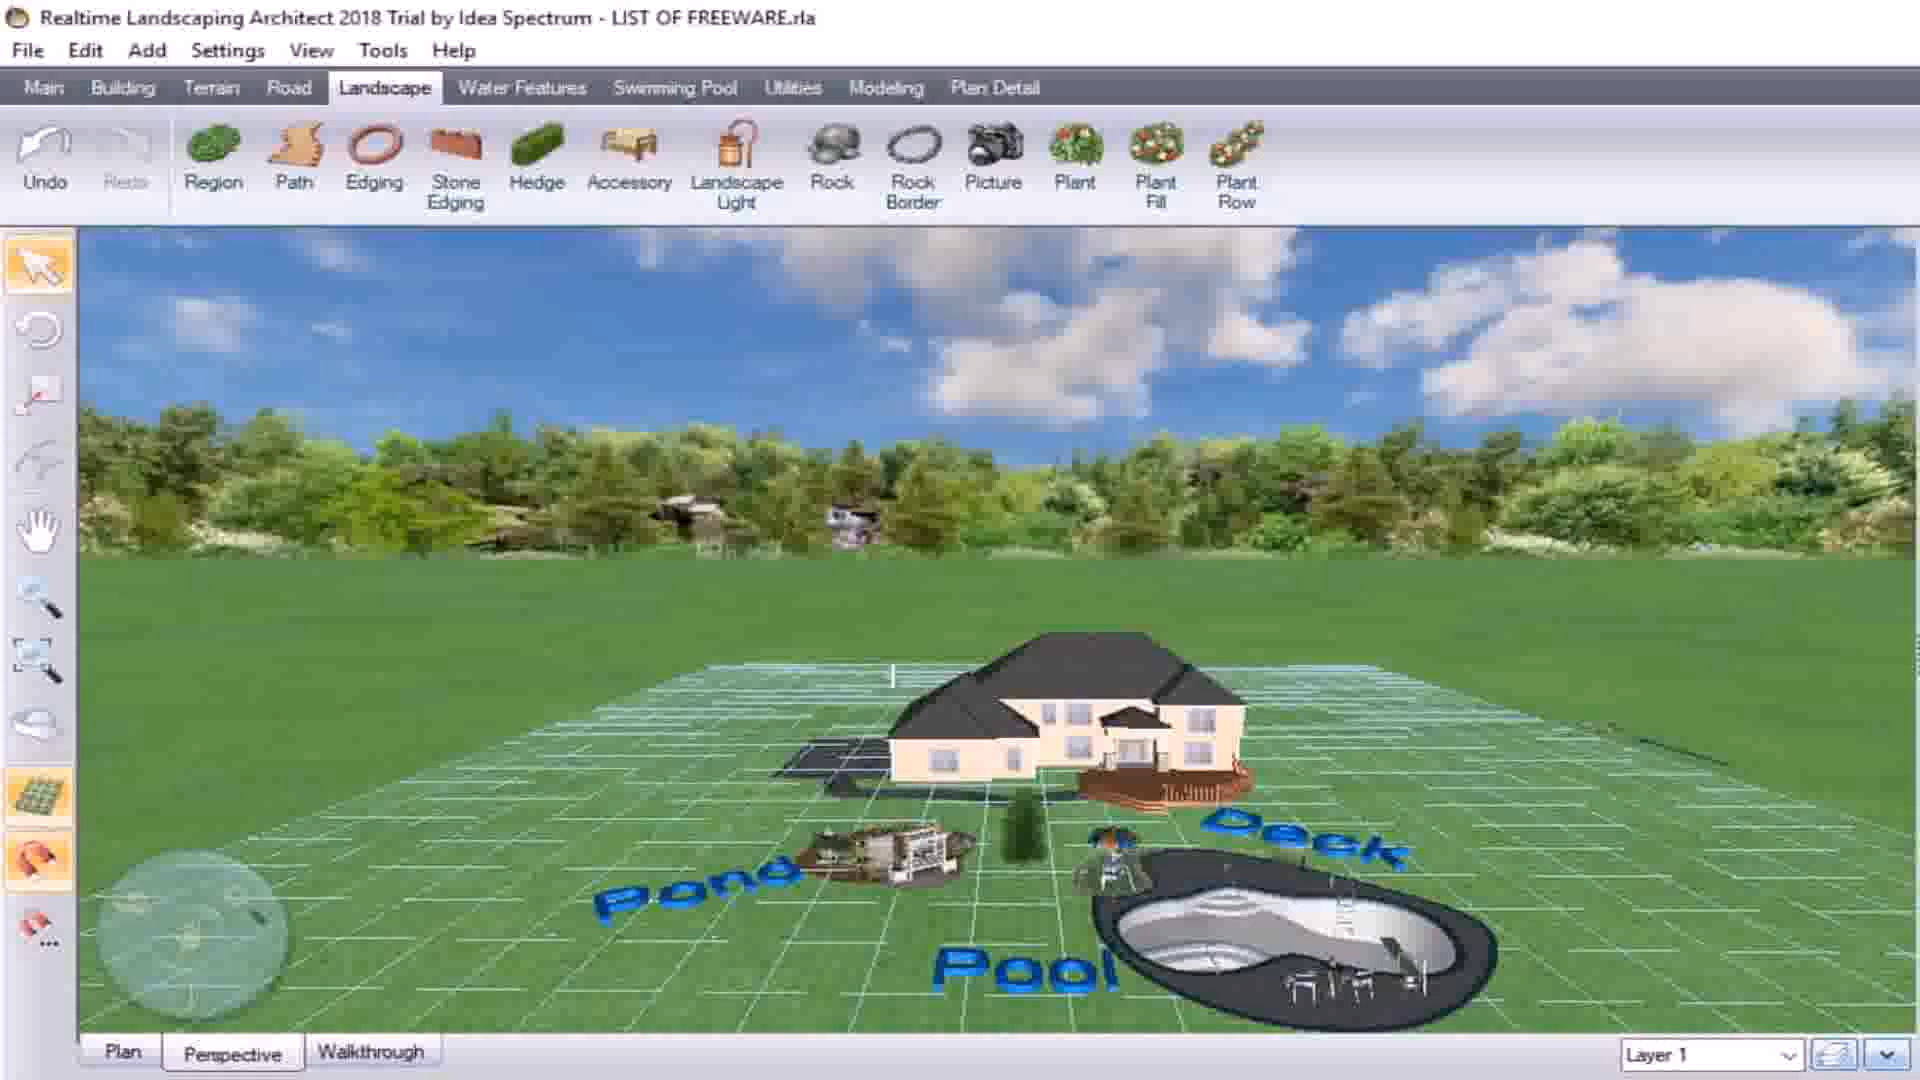 Realtime Landscaping Architect 2018 Trial by Idea Spectrum - LIST OF FREEWARE.rla
File Edit Add Settings View Tools Help
Main Building Terrain Road Landscape Water Features Swimming Pool Utilities Modeling Plan Detail
Undo Redo Region Path Edging Stone Edging Hedge Accessory Landscape Light Rock Rock Border Picture Plant Plant Fill Plant Row
Deck
Pond
Pool
Plan Perspective Walkthrough Layer 1